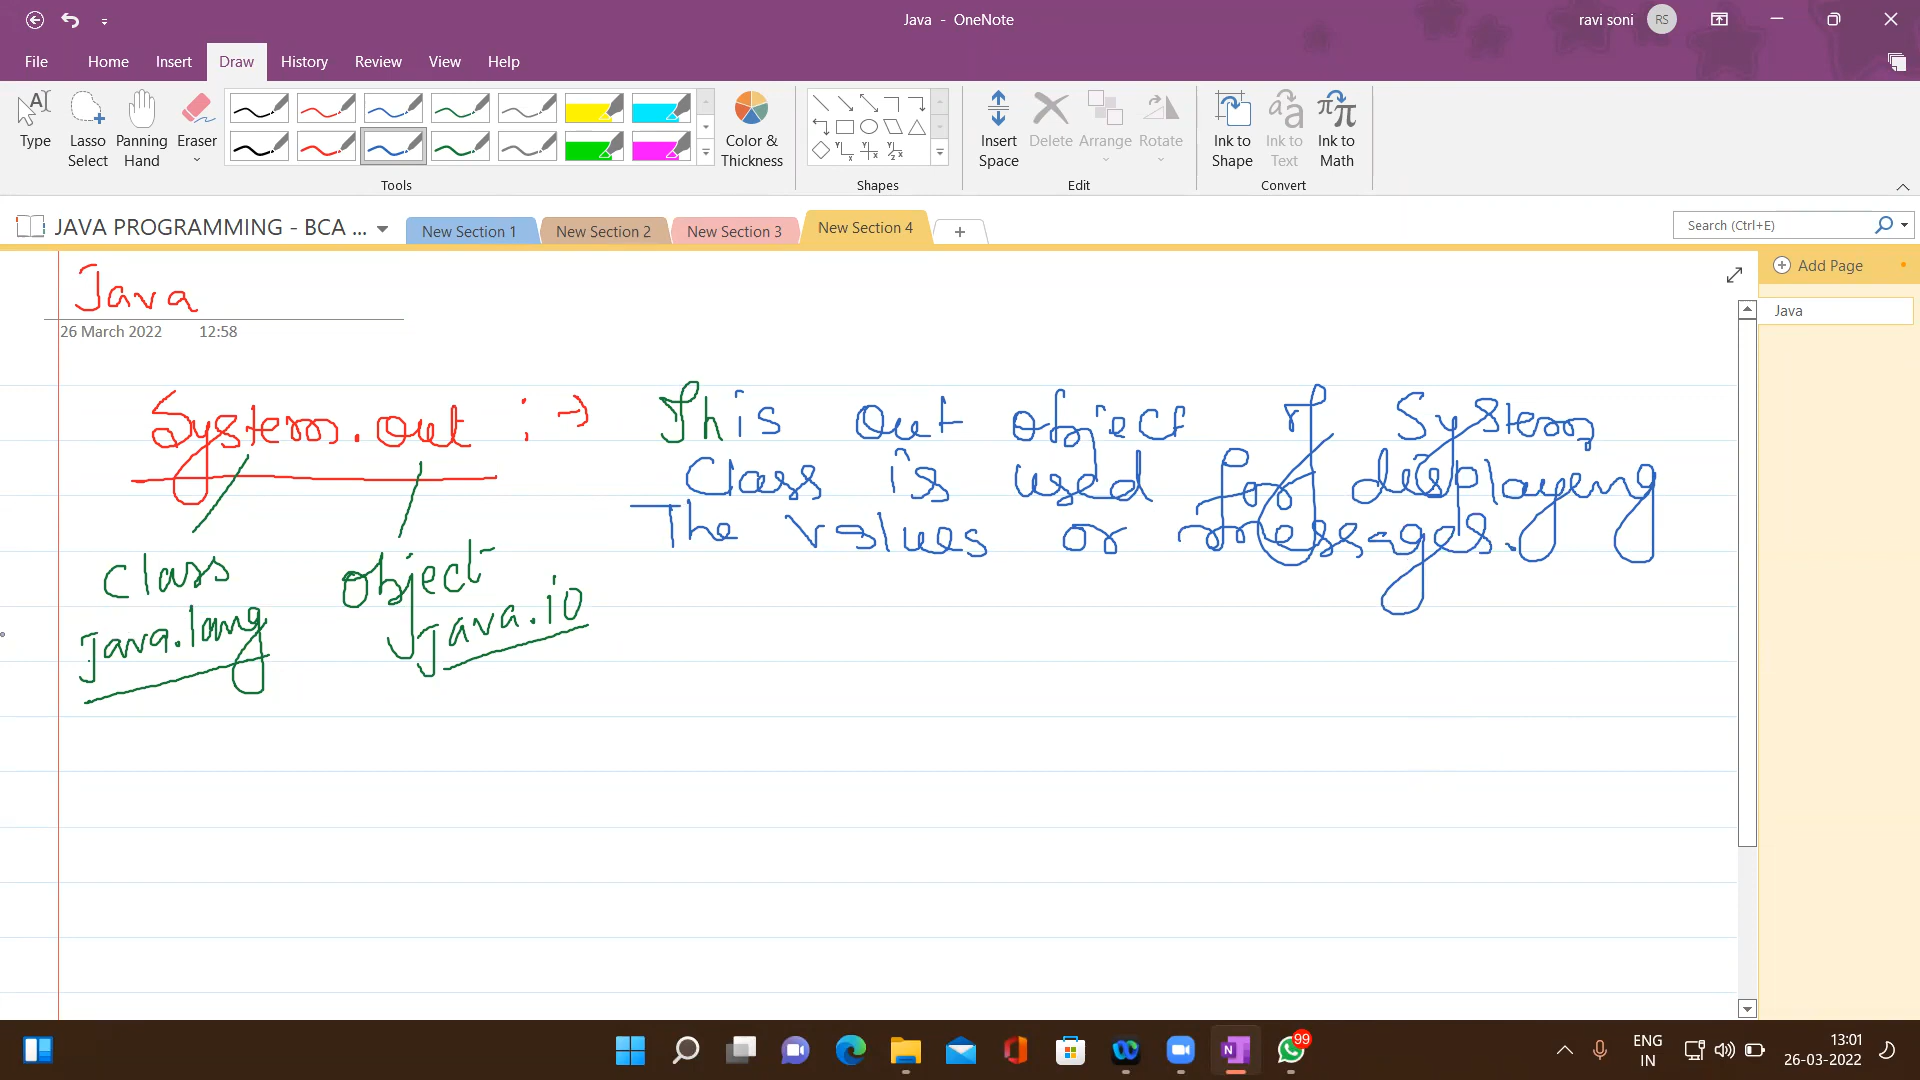 Java - OneNote
ravi soni RS
File Home Insert Draw History Review View Help
Type Lasso Select Panning Hand Eraser Color & Thickness Insert Space Delete Arrange Rotate Ink to Shape Ink to Text Ink to Math
Tools Shapes Edit Convert
JAVA PROGRAMMING - BCA ... New Section 1 New Section 2 New Section 3 New Section 4 Search (Ctrl+E)
Add Page
Java
Java
26 March 2022 12:58
System.out :→ This out object of System
Class is used for displaying
The values or messages.
Class object
Java.lang Java.io
99
ENG
IN
13:01
26-03-2022